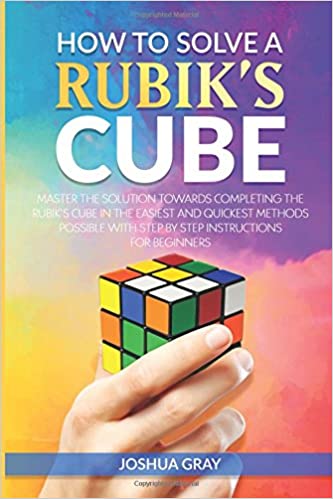 HOW TO SOLVE A
RUBIK'S
CUBE
MASTER THE SOLUTION TOWARDS COMPLETING THE
RUBIK'S CUBE IN THE EASIEST AND QUICKEST METHODS
POSSIBLE WITH STEP BY STEP INSTRUCTIONS
FOR BEGINNERS
JOSHUA GRAY